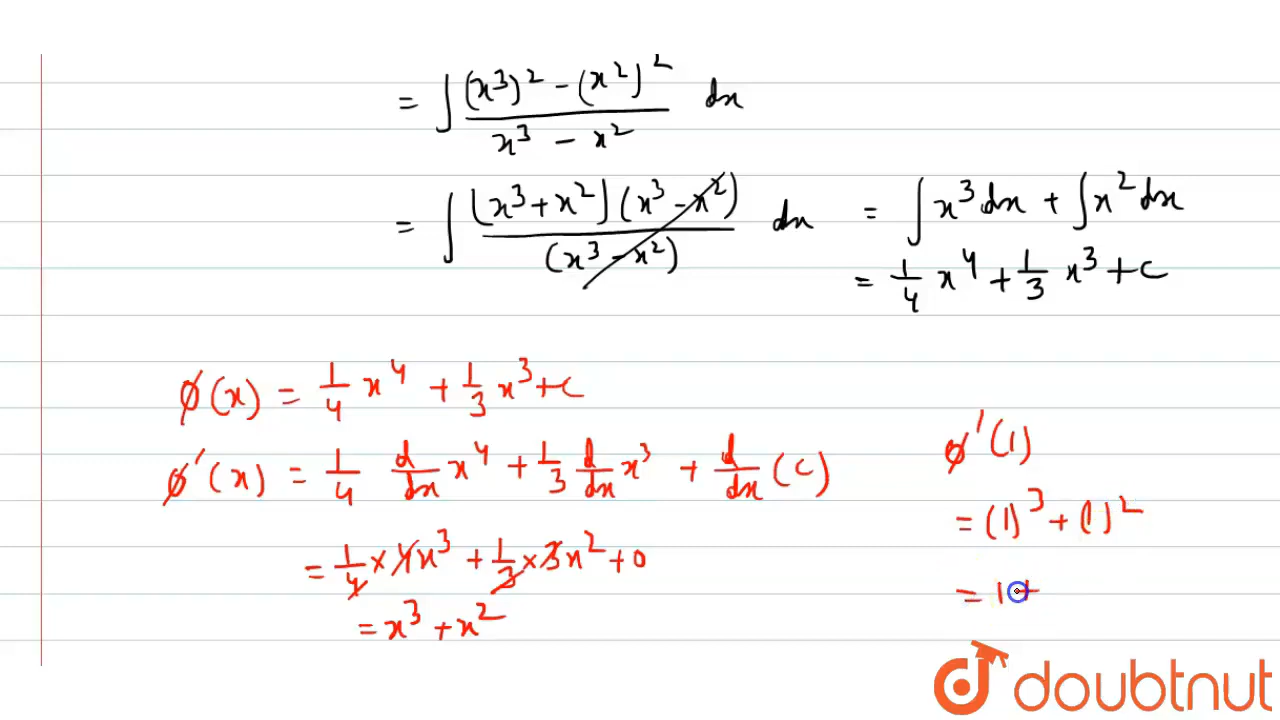 = ∫ (x³)² - (x²)² / x³ - x² dx
= ∫ (x³+x²)(x³-x²) / (x³-x²) dx = ∫x³dx + ∫x²dx
= 1/4 x⁴ + 1/3 x³ + c
φ(x) = 1/4 x⁴ + 1/3 x³ + c
φ'(x) = 1/4 d/dx x⁴ + 1/3 d/dx x³ + d/dx (c)
= 1/4 × 4x³ + 1/3 × 3x² + 0
= x³ + x²
φ'(1)
= (1)³ + (1)²
= 1+
doubtnut